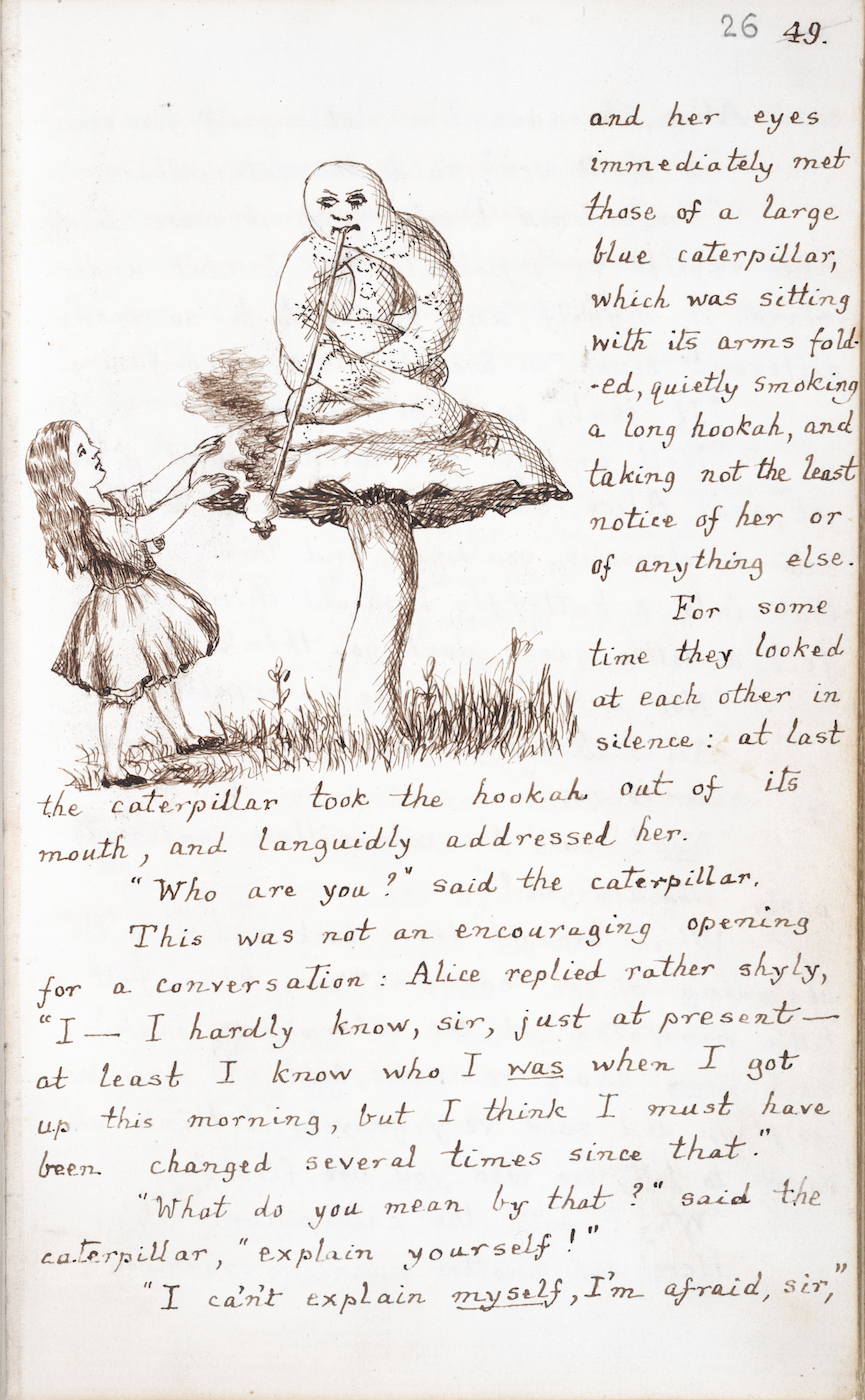 26 49.
and her eyes
immediately met
those of a large
blue caterpillar,
which was sitting
with its arms fold-
-ed, quietly smoking
a long hookah, and
taking not the least
notice of her or
of anything else.
For some
time they looked
at each other in
silence : at last
the caterpillar took the hookah out of its
mouth, and languidly addressed her.
"Who are you?" said the caterpillar.
This was not an encouraging opening
for a conversation : Alice replied rather shyly,
"I — I hardly know, sir, just at present —
at least I know who I was when I got
up this morning, but I think I must have
been changed several times since that."
"What do you mean by that?" said the
caterpillar, "explain yourself!"
"I ca'n't explain myself, I'm afraid, sir,"